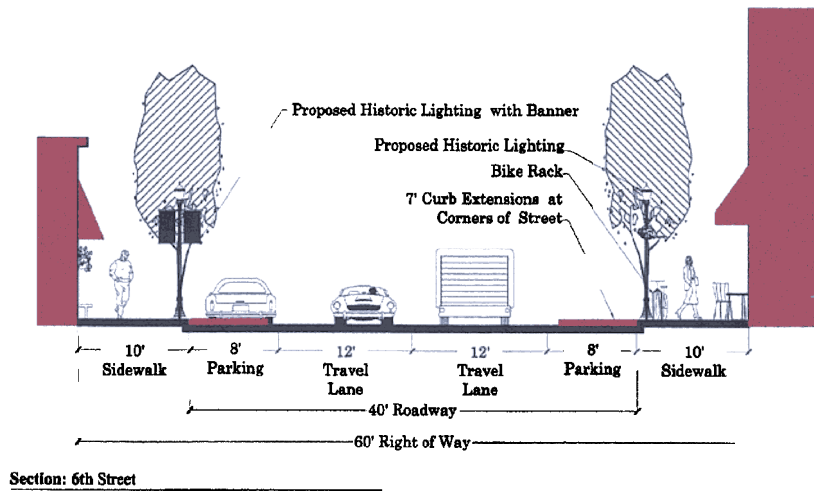 Proposed Historic Lighting with Banner
Proposed Historic Lighting
Bike Rack
7' Curb Extensions at
Corners of Street
10' 8' 12' 12' 8' 10'
Sidewalk Parking Travel Travel Parking Sidewalk
Lane Lane
40' Roadway
60' Right of Way
Section: 6th Street